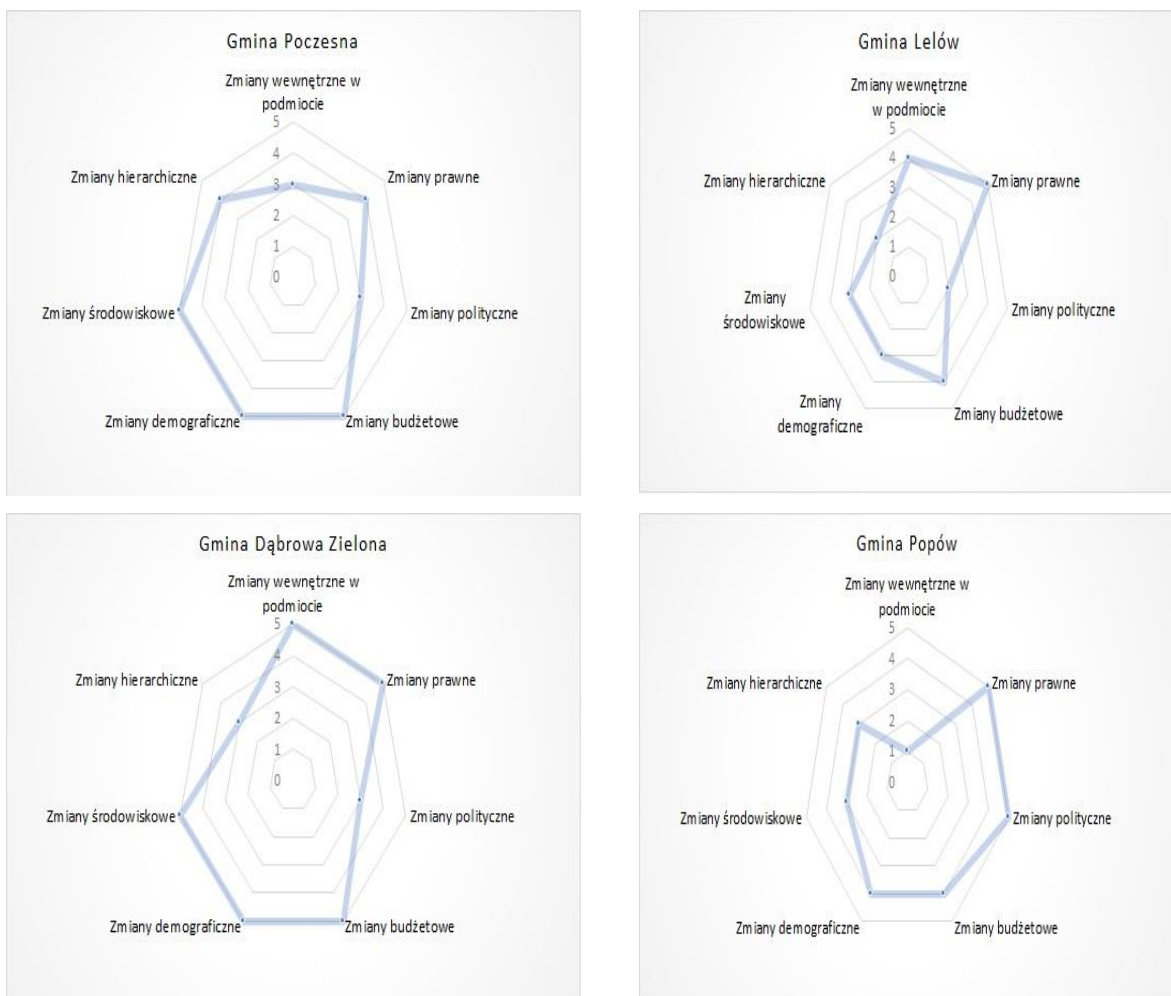 Gmina Poczesna
Zmiany wewnętrzne w
podmiocie
5
4
3
2
1
0
Zmiany prawne
Zmiany polityczne
Zmiany budżetowe
Zmiany demograficzne
Zmiany środowiskowe
Zmiany hierarchiczne
Gmina Lelów
Zmiany wewnętrzne
w podmiocie
5
4
3
2
1
0
Zmiany prawne
Zmiany polityczne
Zmiany budżetowe
Zmiany
demograficzne
Zmiany
środowiskowe
Zmiany hierarchiczne
Gmina Dąbrowa Zielona
Zmiany wewnętrzne w
podmiocie
5
4
3
2
1
0
Zmiany prawne
Zmiany polityczne
Zmiany budżetowe
Zmiany demograficzne
Zmiany środowiskowe
Zmiany hierarchiczne
Gmina Popów
Zmiany wewnętrzne w
podmiocie
5
4
3
2
1
0
Zmiany prawne
Zmiany polityczne
Zmiany budżetowe
Zmiany demograficzne
Zmiany środowiskowe
Zmiany hierarchiczne